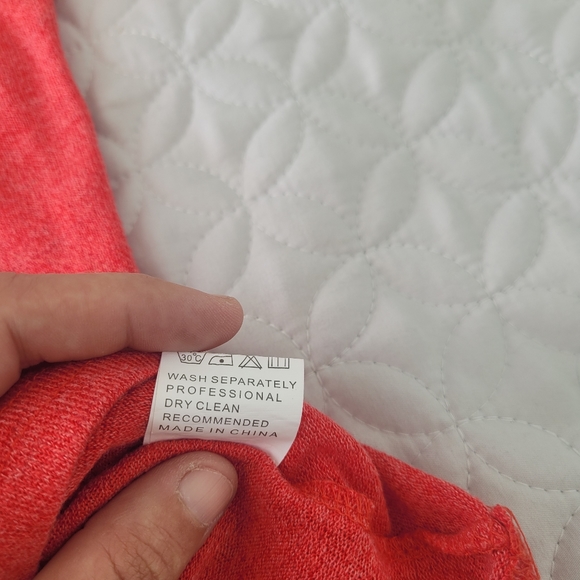 30°C
WASH SEPARATELY
PROFESSIONAL
DRY CLEAN
RECOMMENDED
MADE IN CHINA